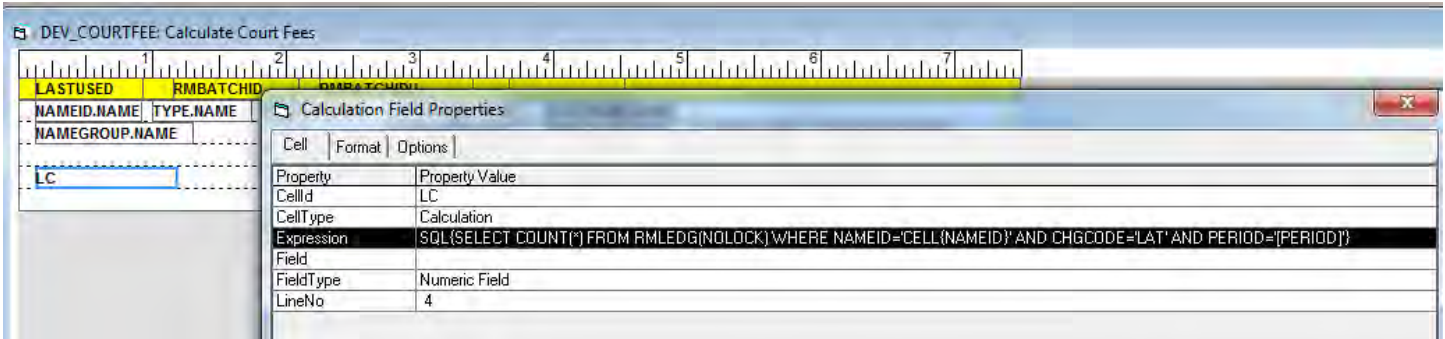 DEV_COURTFEE: Calculate Court Fees
1 2 3 4 5 6 7
LASTUSED RMBATCHID
NAMEID.NAME TYPE.NAME
NAMEGROUP.NAME
LC
Calculation Field Properties
Cell Format Options
Property Property Value
CellId LC
CellType Calculation
Expression SQL{SELECT COUNT(*) FROM RMLEDG(NOLOCK) WHERE NAMEID='CELL{NAMEID}' AND CHGCODE='LAT' AND PERIOD='[PERIOD]'}
Field
FieldType Numeric Field
LineNo 4